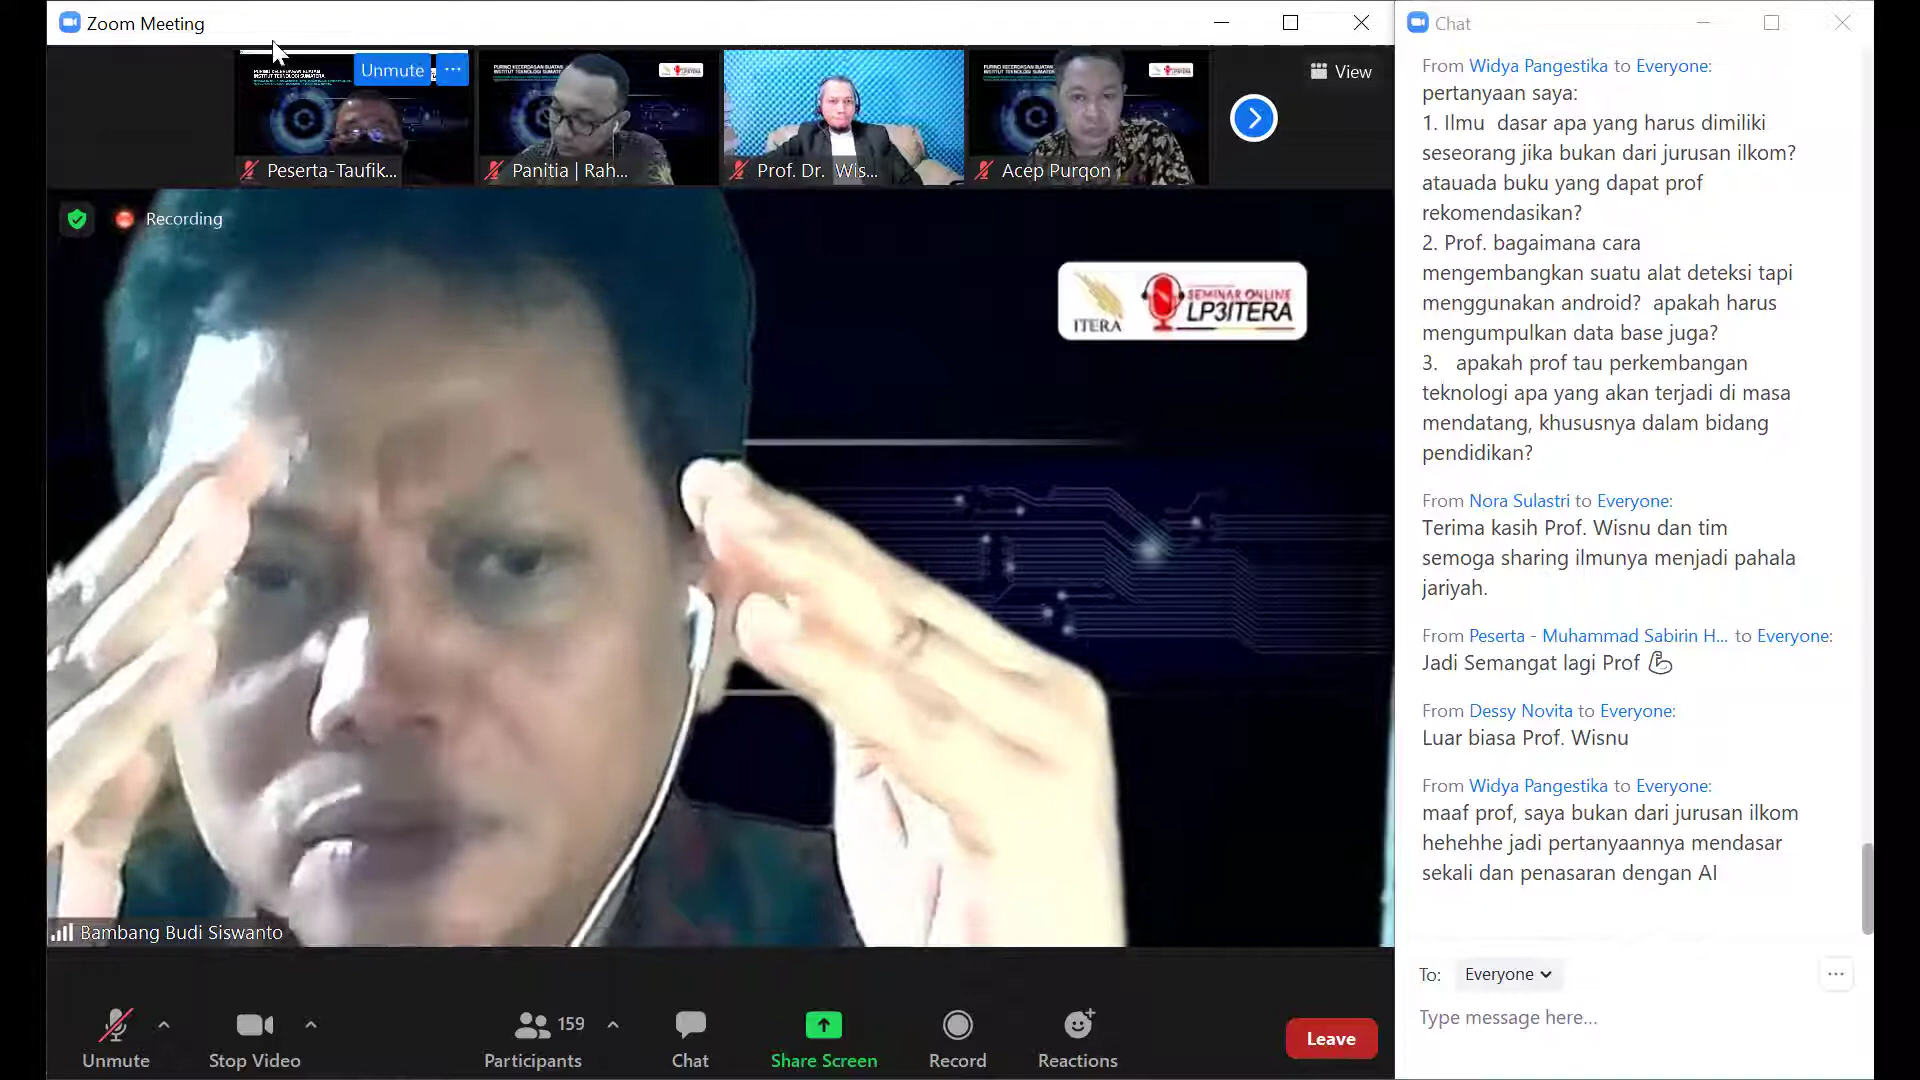 Zoom Meeting
Unmute
PURINO KECERDASAN BUATAN
INSTITUT TEKNOLOGI SUMATERA
Peserta-Taufik...
Panitia | Rah...
Prof. Dr. Wis...
Acep Purqon
View
Recording
ITERA
SEMINAR ONLINE
LP3ITERA
Bambang Budi Siswanto
Unmute
Stop Video
159
Participants
Chat
Share Screen
Record
Reactions
Leave
Chat
From Widya Pangestika to Everyone:
pertanyaan saya:
1. Ilmu dasar apa yang harus dimiliki
seseorang jika bukan dari jurusan ilkom?
atauada buku yang dapat prof
rekomendasikan?
2. Prof. bagaimana cara
mengembangkan suatu alat deteksi tapi
menggunakan android? apakah harus
mengumpulkan data base juga?
3. apakah prof tau perkembangan
teknologi apa yang akan terjadi di masa
mendatang, khususnya dalam bidang
pendidikan?
From Nora Sulastri to Everyone:
Terima kasih Prof. Wisnu dan tim
semoga sharing ilmunya menjadi pahala
jariyah.
From Peserta - Muhammad Sabirin H... to Everyone:
Jadi Semangat lagi Prof 💪
From Dessy Novita to Everyone:
Luar biasa Prof. Wisnu
From Widya Pangestika to Everyone:
maaf prof, saya bukan dari jurusan ilkom
hehehhe jadi pertanyaannya mendasar
sekali dan penasaran dengan AI
To: Everyone
Type message here...